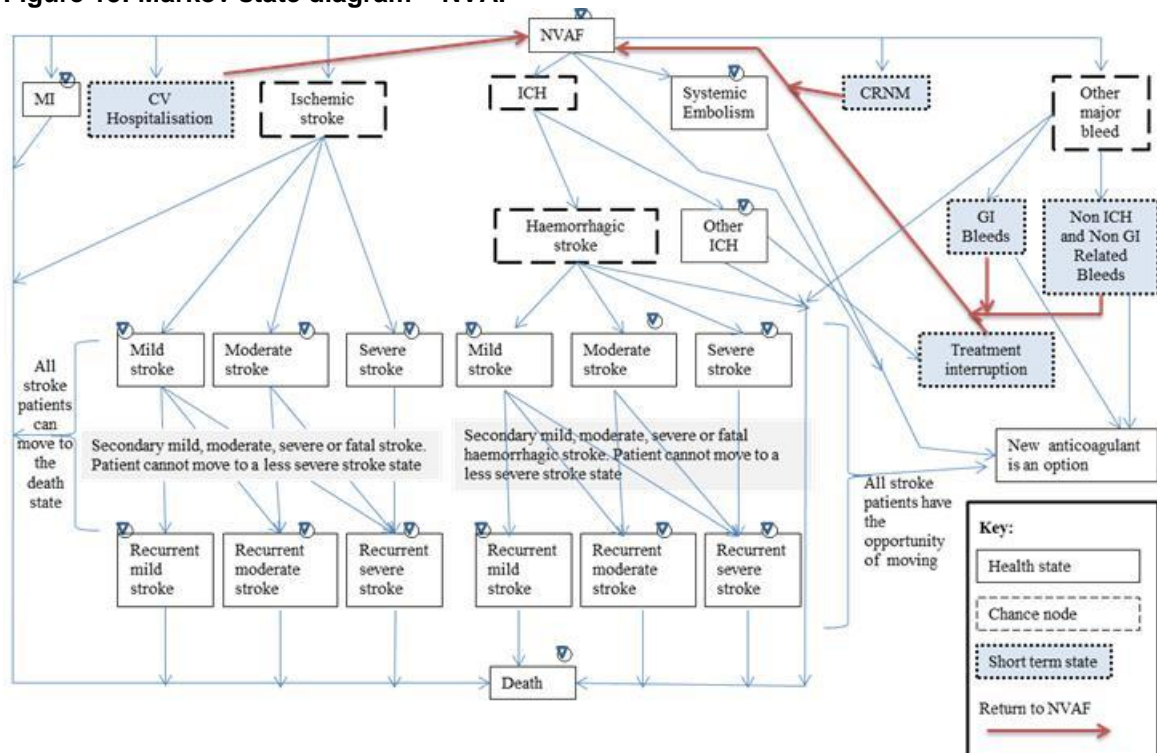 Figure 10: Markov state diagram – NVAF
NVAF
MI
CV
Hospitalisation
Ischemic
stroke
ICH
Systemic
Embolism
CRNM
Other
major
bleed
Haemorrhagic
stroke
Other
ICH
GI
Bleeds
Non ICH
and Non GI
Related
Bleeds
Mild
stroke
Moderate
stroke
Severe
stroke
Mild
stroke
Moderate
stroke
Severe
stroke
Treatment
interruption
All
stroke
patients
can
move to
the
death
state
Secondary mild, moderate, severe or fatal stroke.
Patient cannot move to a less severe stroke state
Secondary mild, moderate, severe or fatal
haemorrhagic stroke. Patient cannot move to a
less severe stroke state
New anticoagulant
is an option
All stroke
patients have
the
opportunity
of moving
Recurrent
mild
stroke
Recurrent
moderate
stroke
Recurrent
severe
stroke
Recurrent
mild
stroke
Recurrent
moderate
stroke
Recurrent
severe
stroke
Death
Key:
Health state
Chance node
Short term state
Return to NVAF